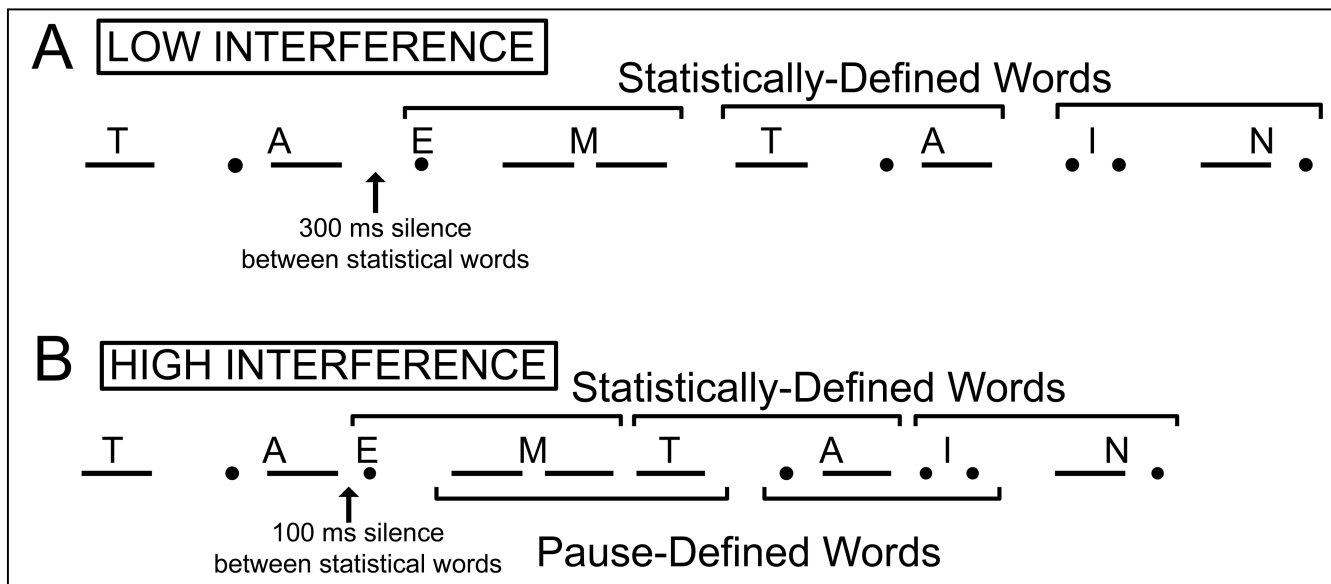 A LOW INTERFERENCE
Statistically-Defined Words
T A E M T A I N
300 ms silence
between statistical words
B HIGH INTERFERENCE
Statistically-Defined Words
T A E M T A I N
100 ms silence
between statistical words
Pause-Defined Words